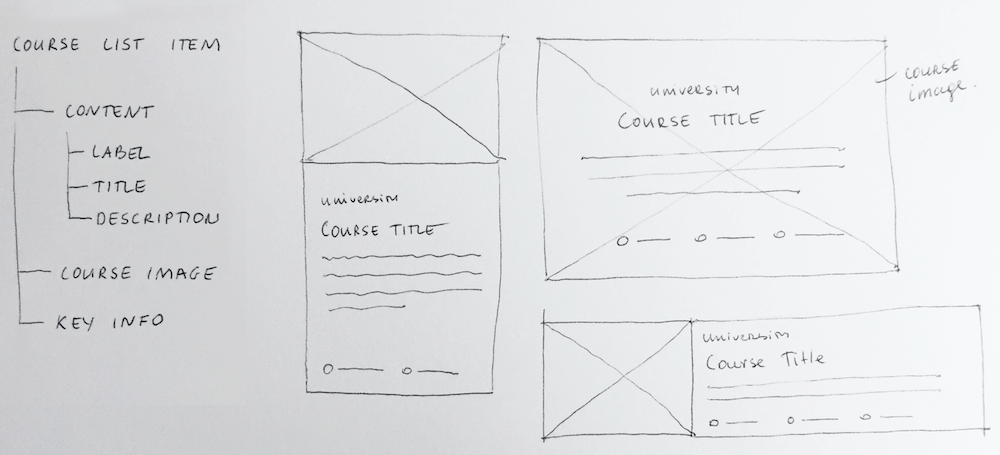 COURSE LIST ITEM
CONTENT
LABEL
TITLE
DESCRIPTION
COURSE IMAGE
KEY INFO
university
COURSE TITLE
university
COURSE TITLE
course
image.
university
Course Title